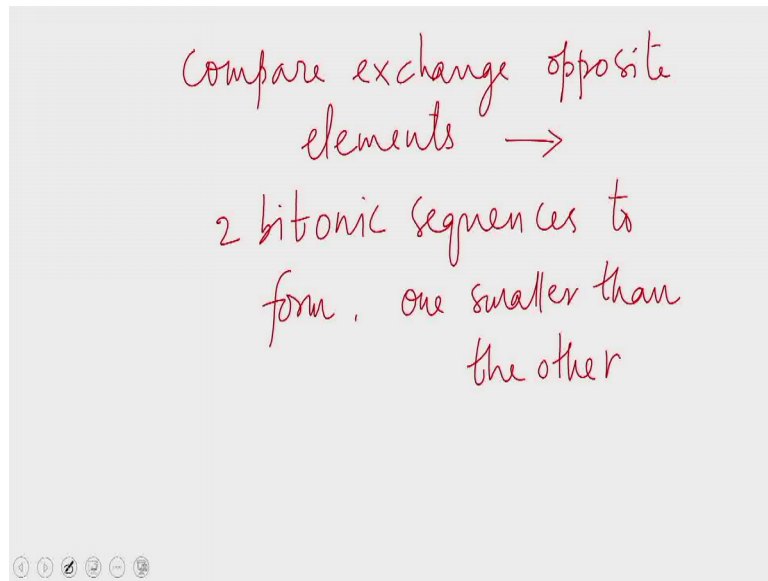 Compare exchange opposite
elements →
2 bitonic sequences to
form. one smaller than
the other